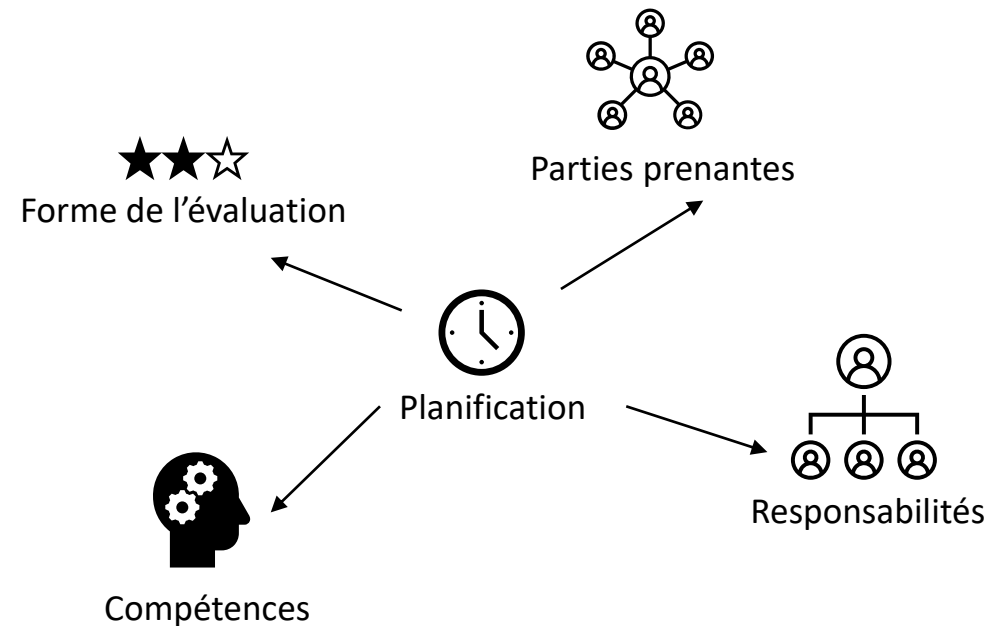 Parties prenantes
Forme de l’évaluation
Planification
Responsabilités
Compétences